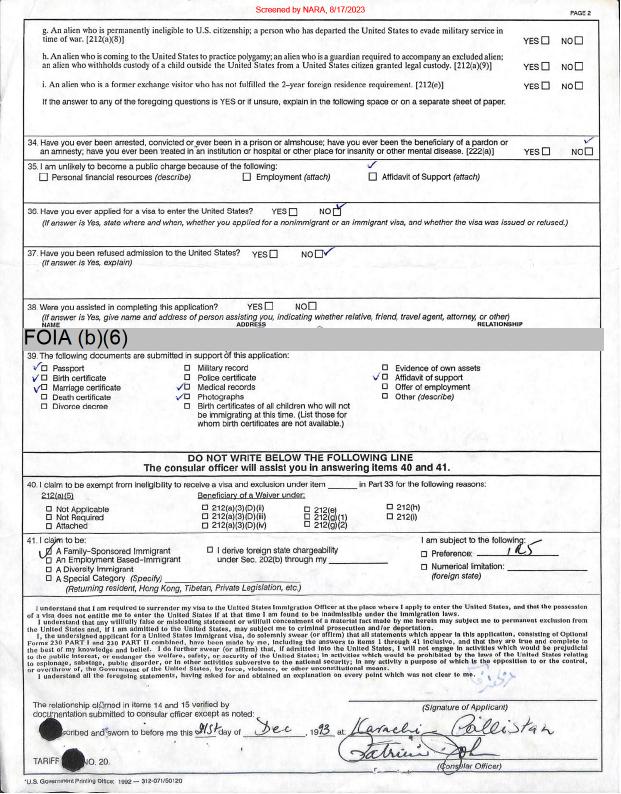 Screened by NARA, 8/17/2023
PAGE 2
g. An alien who is permanently ineligible to U.S. citizenship; a person who has departed the United States to evade military service in
time of war. [212(a)(8)] YES NO
h. An alien who is coming to the United States to practice polygamy; an alien who is a guardian required to accompany an excluded alien;
an alien who withholds custody of a child outside the United States from a United States citizen granted legal custody. [212(a)(9)] YES NO
i. An alien who is a former exchange visitor who has not fulfilled the 2-year foreign residence requirement. [212(e)] YES NO
If the answer to any of the foregoing questions is YES or if unsure, explain in the following space or on a separate sheet of paper.
34. Have you ever been arrested, convicted or ever been in a prison or almshouse; have you ever been the beneficiary of a pardon or
an amnesty; have you ever been treated in an institution or hospital or other place for insanity or other mental disease. [222(a)] YES NO
35. I am unlikely to become a public charge because of the following:
Personal financial resources (describe) Employment (attach) Affidavit of Support (attach)
36. Have you ever applied for a visa to enter the United States? YES NO
(If answer is Yes, state where and when, whether you applied for a nonimmigrant or an immigrant visa, and whether the visa was issued or refused.)
37. Have you been refused admission to the United States? YES NO
(If answer is Yes, explain)
38. Were you assisted in completing this application? YES NO
(If answer is Yes, give name and address of person assisting you, indicating whether relative, friend, travel agent, attorney, or other)
NAME ADDRESS RELATIONSHIP
FOIA (b)(6)
39. The following documents are submitted in support of this application:
Passport Military record Evidence of own assets
Birth certificate Police certificate Affidavit of support
Marriage certificate Medical records Offer of employment
Death certificate Photographs Other (describe)
Divorce decree Birth certificates of all children who will not
be immigrating at this time. (List those for
whom birth certificates are not available.)
DO NOT WRITE BELOW THE FOLLOWING LINE
The consular officer will assist you in answering items 40 and 41.
40. I claim to be exempt from ineligibility to receive a visa and exclusion under item in Part 33 for the following reasons:
212(a)(5) Beneficiary of a Waiver under:
Not Applicable 212(a)(3)(D)(ii) 212(e) 212(h)
Not Required 212(a)(3)(D)(iii) 212(g)(1) 212(i)
Attached 212(a)(3)(D)(iv) 212(g)(2)
41. I claim to be: I am subject to the following:
A Family-Sponsored Immigrant I derive foreign state chargeability Preference: IR5
An Employment Based-Immigrant under Sec. 202(b) through my
A Diversity Immigrant Numerical limitation:
A Special Category (Specify) (foreign state)
(Returning resident, Hong Kong, Tibetan, Private Legislation, etc.)
I understand that I am required to surrender my visa to the United States Immigration Officer at the place where I apply to enter the United States, and that the possession
of a visa does not entitle me to enter the United States if at that time I am found to be inadmissible under the immigration laws.
I understand that any willfully false or misleading statement or willful concealment of a material fact made by me herein may subject me to permanent exclusion from
the United States and, if I am admitted to the United States, may subject me to criminal prosecution and/or deportation.
I, the undersigned applicant for a United States immigrant visa, do solemnly swear (or affirm) that all statements which appear in this application, consisting of Optional
Form 230 PART I and 230 PART II combined, have been made by me, including the answers to items 1 through 41 inclusive, and that they are true and complete to
the best of my knowledge and belief. I do further swear (or affirm) that, if admitted into the United States, I will not engage in activities which would be prejudicial
to the public interest, or endanger the welfare, safety, or security of the United States; in activities which would be prohibited by the laws of the United States relating
to espionage, sabotage, public disorder, or in other activities subversive to the national security; in any activity a purpose of which is the opposition to or the control,
or overthrow of, the Government of the United States, by force, violence, or other unconstitutional means.
I understand all the foregoing statements, having asked for and obtained an explanation on every point which was not clear to me.
The relationship claimed in items 14 and 15 verified by
documentation submitted to consular officer except as noted:
(Signature of Applicant)
scribed and sworn to before me this 21st day of Dec, 1993 at: Karachi Pakistan
TARIFF NO. 20.
(Consular Officer)
*U.S. Government Printing Office: 1992 — 312-071/50120